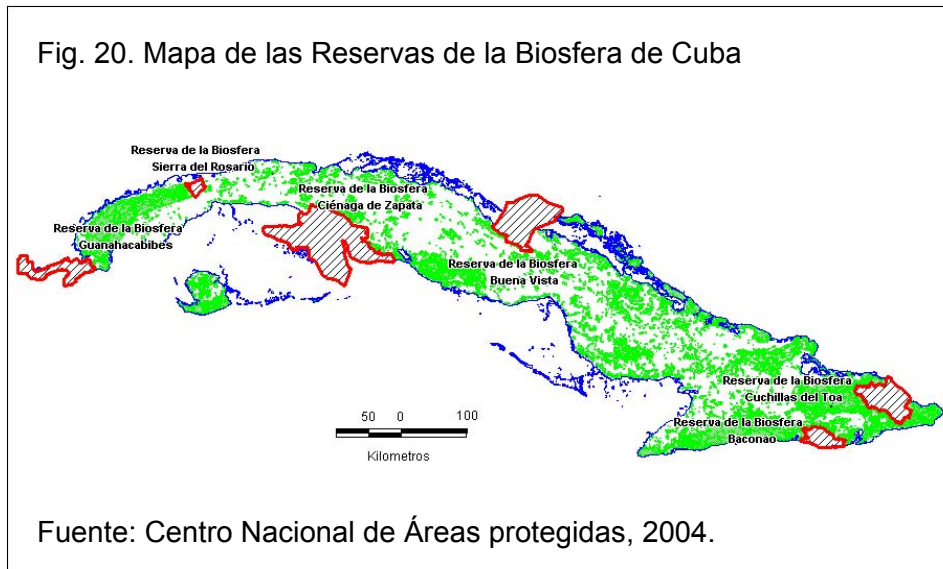 Fig. 20. Mapa de las Reservas de la Biosfera de Cuba
Reserva de la Biosfera
Sierra del Rosario
Reserva de la Biosfera
Ciénaga de Zapata
Reserva de la Biosfera
Guanahacabibes
Reserva de la Biosfera
Buena Vista
Reserva de la Biosfera
Cuchillas del Toa
Reserva de la Biosfera
Baconao
50 0 100
Kilometros
Fuente: Centro Nacional de Áreas protegidas, 2004.